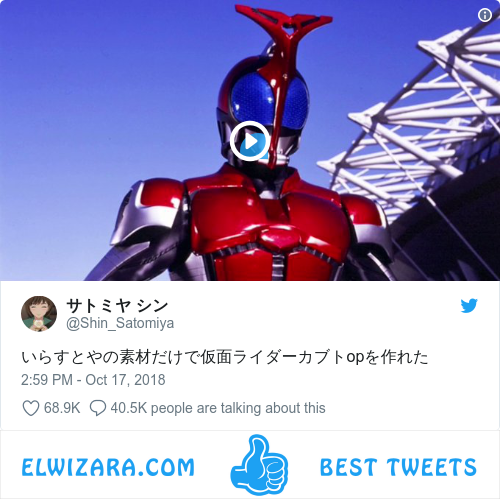 サトミヤ シン
@Shin_Satomiya
いらすとやの素材だけで仮面ライダーカブトopを作れた
2:59 PM - Oct 17, 2018
68.9K 40.5K people are talking about this
ELWIZARA.COM BEST TWEETS